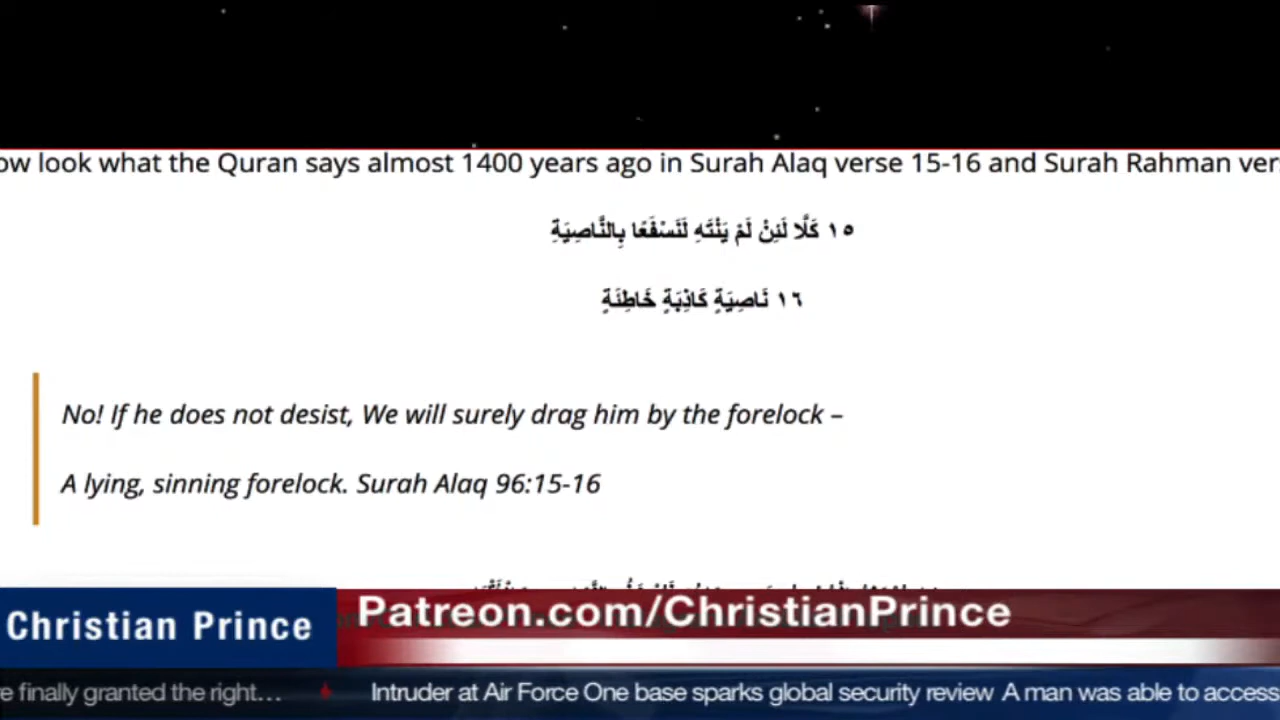 ow look what the Quran says almost 1400 years ago in Surah Alaq verse 15-16 and Surah Rahman
١٥ كَلَّا لَئِنْ لَمْ يَنْتَهِ لَنَسْفَعًا بِالنَّاصِيَةِ
١٦ نَاصِيَةٍ كَاذِبَةٍ خَاطِئَةٍ
No! If he does not desist, We will surely drag him by the forelock –
A lying, sinning forelock. Surah Alaq 96:15-16
Patreon.com/ChristianPrince
Christian Prince
e finally granted the right... Intruder at Air Force One base sparks global security review A man was able to access